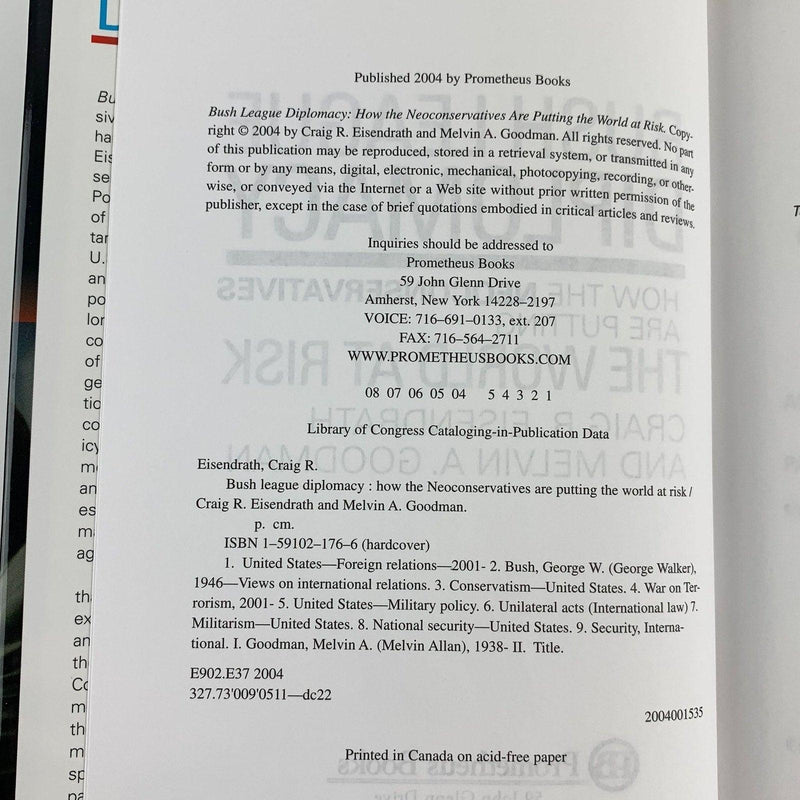 Published 2004 by Prometheus Books
Bush League Diplomacy: How the Neoconservatives Are Putting the World at Risk. Copy-
right © 2004 by Craig R. Eisendrath and Melvin A. Goodman. All rights reserved. No part
of this publication may be reproduced, stored in a retrieval system, or transmitted in any
form or by any means, digital, electronic, mechanical, photocopying, recording, or other-
wise, or conveyed via the Internet or a Web site without prior written permission of the
publisher, except in the case of brief quotations embodied in critical articles and reviews.
Inquiries should be addressed to
Prometheus Books
59 John Glenn Drive
Amherst, New York 14228–2197
VOICE: 716–691–0133, ext. 207
FAX: 716–564–2711
WWW.PROMETHEUSBOOKS.COM
08 07 06 05 04 5 4 3 2 1
Library of Congress Cataloging-in-Publication Data
Eisendrath, Craig R.
Bush league diplomacy : how the Neoconservatives are putting the world at risk /
Craig R. Eisendrath and Melvin A. Goodman.
p. cm.
ISBN 1–59102–176–6 (hardcover)
1. United States—Foreign relations—2001- 2. Bush, George W. (George Walker),
1946—Views on international relations. 3. Conservatism—United States. 4. War on Ter-
rorism, 2001- 5. United States—Military policy. 6. Unilateral acts (International law) 7.
Militarism—United States. 8. National security—United States. 9. Security, Interna-
tional. I. Goodman, Melvin A. (Melvin Allan), 1938- II. Title.
E902.E37 2004
327.73'009'0511—dc22
2004001535
Printed in Canada on acid-free paper